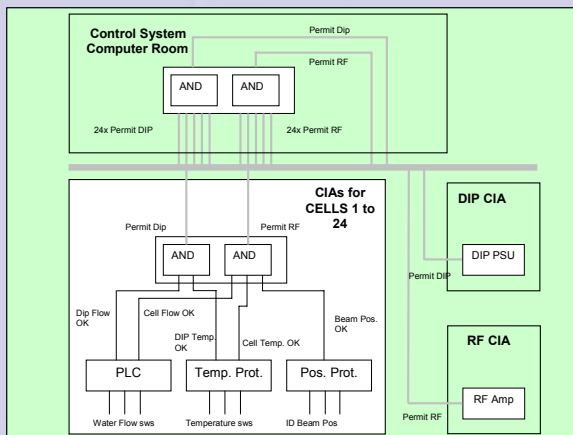 Control System
Computer Room
Permit Dip
Permit RF
AND
AND
24x Permit DIP
24x Permit RF
CIAs for
CELLS 1 to
24
Permit Dip
Permit RF
AND
AND
Dip Flow
OK
Cell Flow OK
DIP Temp.
OK
Cell Temp. OK
Beam Pos.
OK
PLC
Temp. Prot.
Pos. Prot.
Water Flow sws
Temperature sws
ID Beam Pos
DIP CIA
DIP PSU
Permit DIP
RF CIA
RF Amp
Permit RF